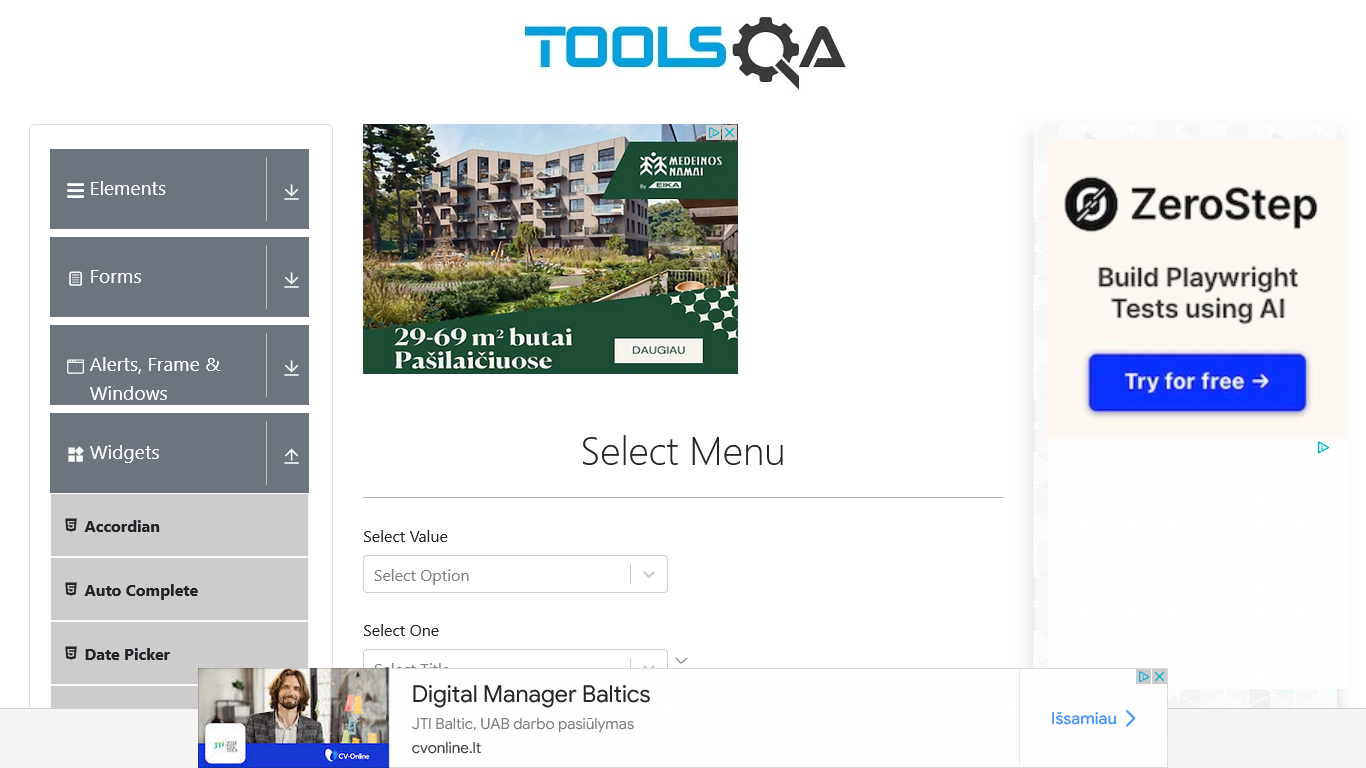 TOOLSQA
Elements
Forms
Alerts, Frame &
Windows
Widgets
Accordian
Auto Complete
Date Picker
MEDEINOS
NAMAI
By EIKA
29-69 m² butai
Pašilaičiuose
DAUGIAU
Select Menu
Select Value
Select Option
Select One
Select Title
ZeroStep
Build Playwright
Tests using AI
Try for free →
CV-Online
Digital Manager Baltics
JTI Baltic, UAB darbo pasiūlymas
cvonline.lt
Išsamiau